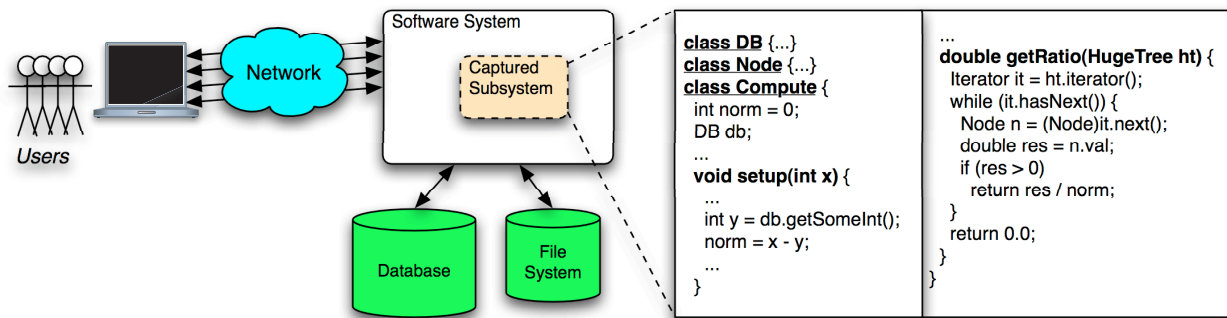 Users
Network
Software System
Captured
Subsystem
Database
File
System
class DB {...}
class Node {...}
class Compute {
int norm = 0;
DB db;
...
void setup(int x) {
...
int y = db.getSomeInt();
norm = x - y;
...
}
...
double getRatio(HugeTree ht) {
Iterator it = ht.iterator();
while (it.hasNext()) {
Node n = (Node)it.next();
double res = n.val;
if (res > 0)
return res / norm;
}
return 0.0;
}
}